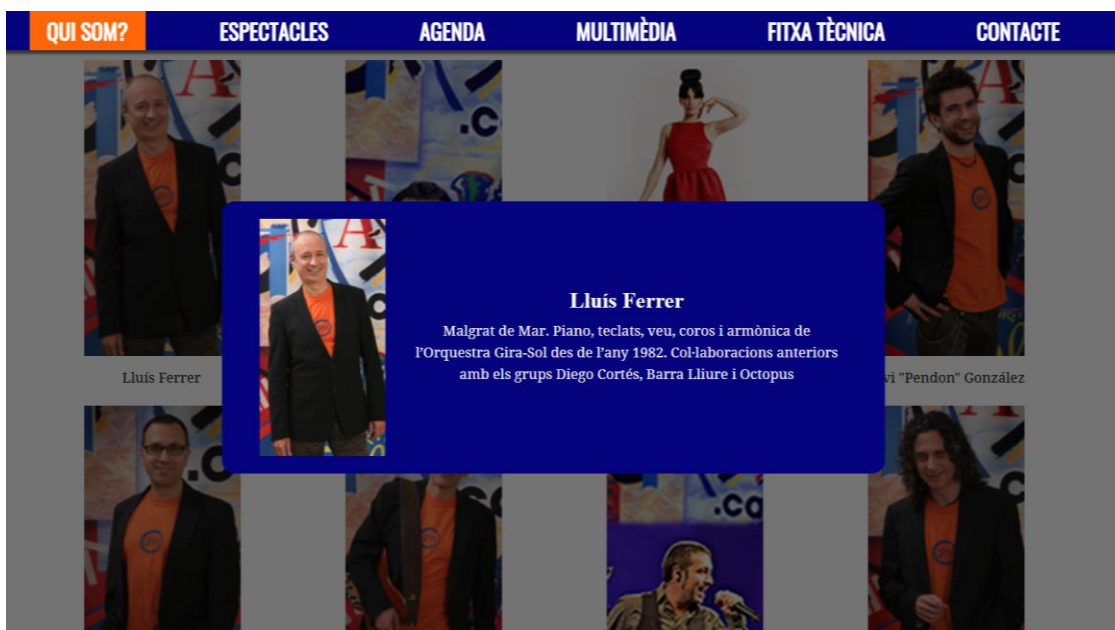 QUI SOM? ESPECTACLES AGENDA MULTIMÈDIA FITXA TÈCNICA CONTACTE
Lluís Ferrer
Malgrat de Mar. Piano, teclats, veu, coros i armònica de
l'Orquestra Gira-Sol des de l'any 1982. Col·laboracions anteriors
amb els grups Diego Cortés, Barra Lliure i Octopus
Lluís Ferrer
vi "Pendon" González